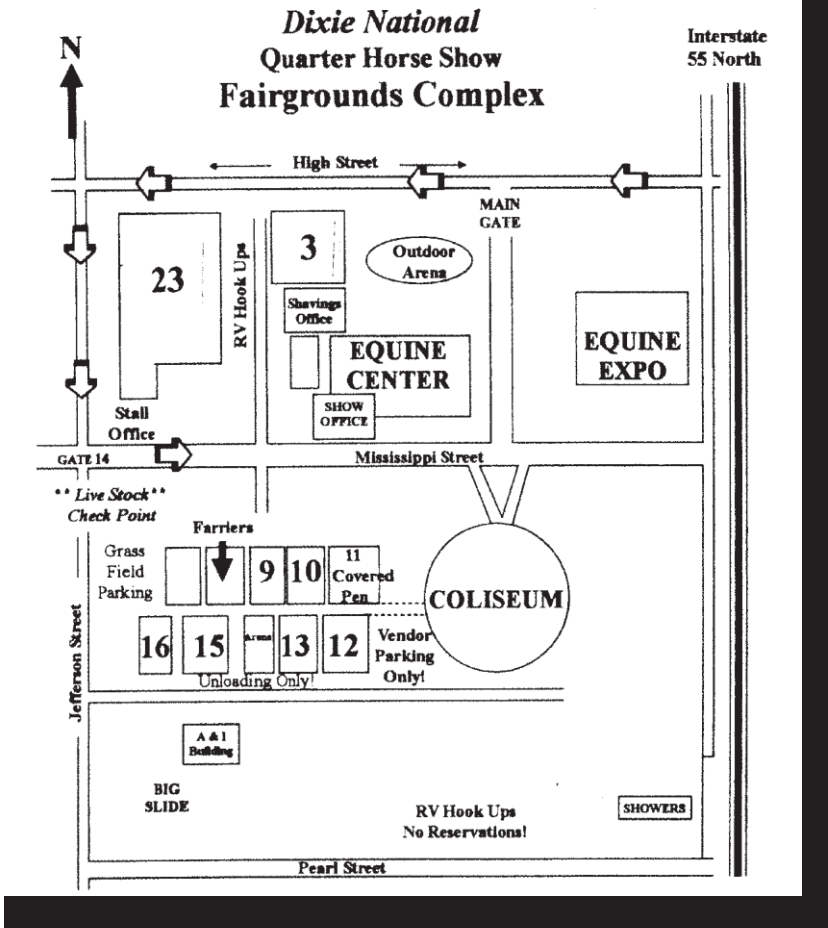 Dixie National
Quarter Horse Show
Fairgrounds Complex
Interstate
55 North
N
High Street
MAIN
GATE
23
RV Hook Ups
3
Outdoor
Arena
Shavings
Office
EQUINE
CENTER
EQUINE
EXPO
SHOW
OFFICE
Stall
Office
GATE 14
Mississippi Street
** Live Stock**
Check Point
Farriers
Grass
Field
Parking
9
10
11
Covered
Pen
COLISEUM
Jefferson Street
16
15
Arena
13
12
Vendor
Parking
Only!
Unloading Only!
A & I
Building
BIG
SLIDE
RV Hook Ups
No Reservations!
SHOWERS
Pearl Street